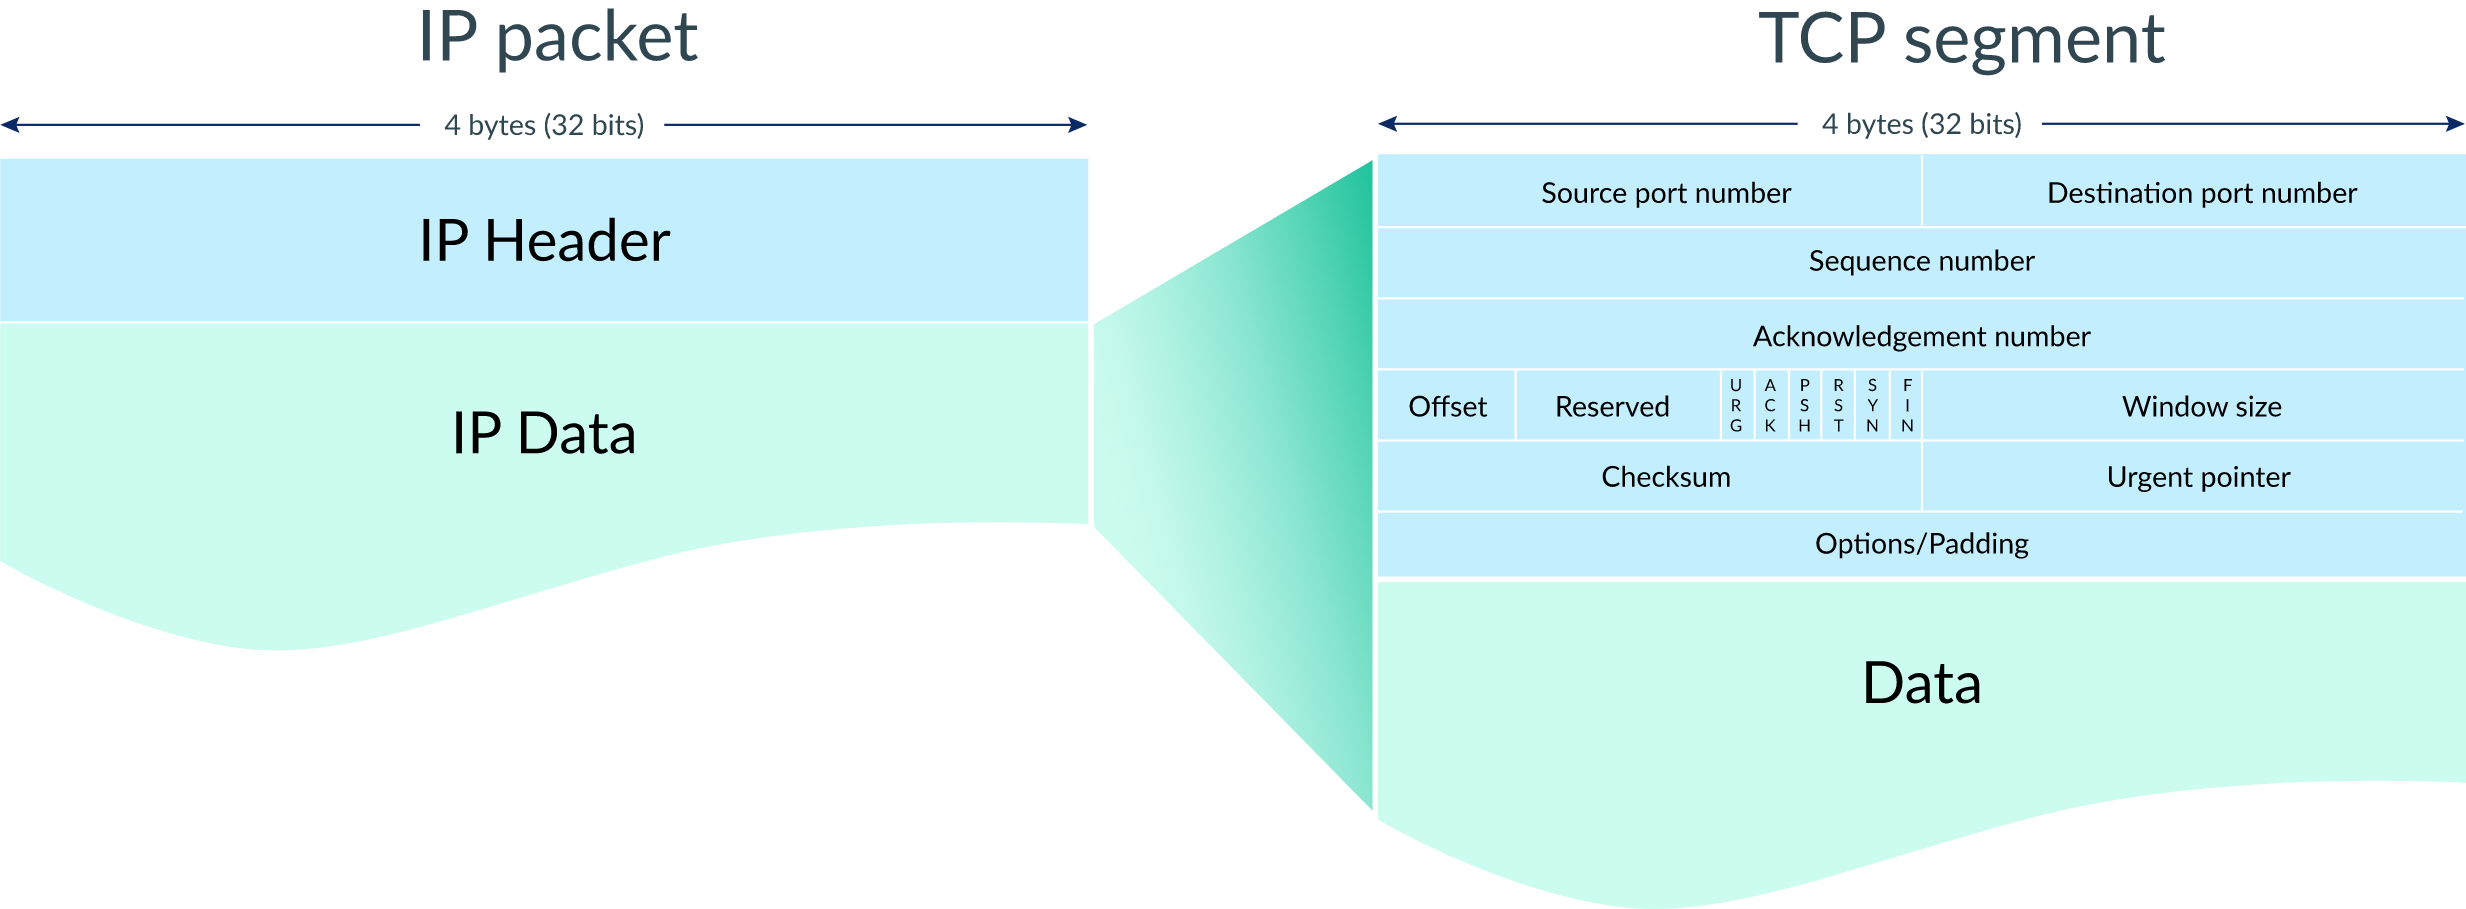 IP packet
TCP segment
4 bytes (32 bits)
4 bytes (32 bits)
IP Header
IP Data
Source port number
Destination port number
Sequence number
Acknowledgement number
Offset
Reserved
URG
ACK
PSH
RST
SYN
FIN
Window size
Checksum
Urgent pointer
Options/Padding
Data